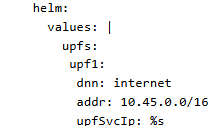 helm:
values: |
upfs:
upf1:
dnn: internet
addr: 10.45.0.0/16
upfSvcIp: %s